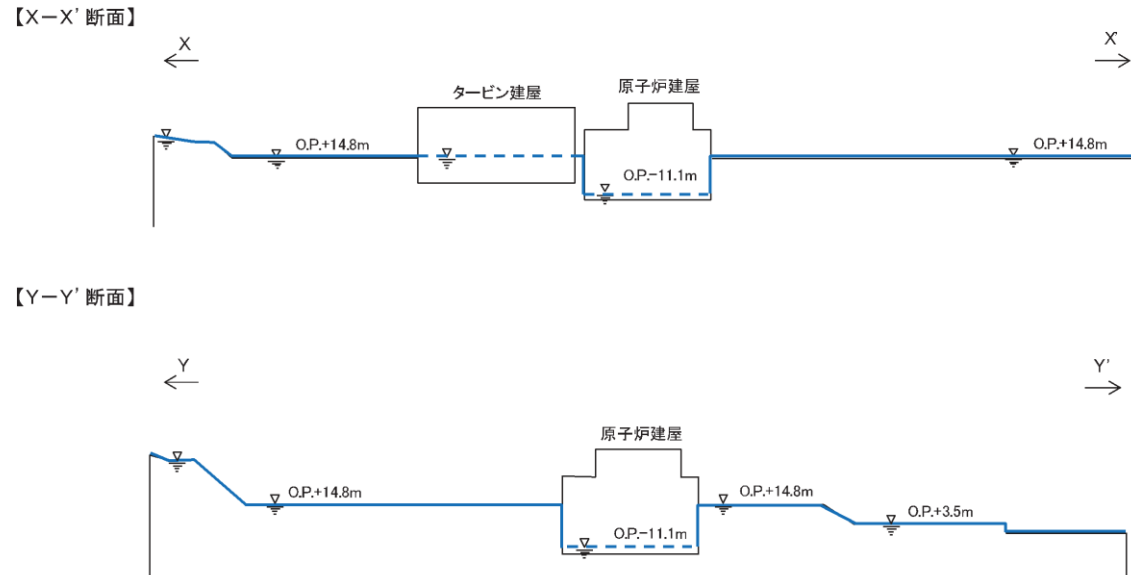 【X－X’断面】
X
X'
タービン建屋
原子炉建屋
O.P.+14.8m
O.P.+14.8m
O.P.-11.1m
【Y－Y’断面】
Y
Y'
原子炉建屋
O.P.+14.8m
O.P.+14.8m
O.P.+3.5m
O.P.-11.1m